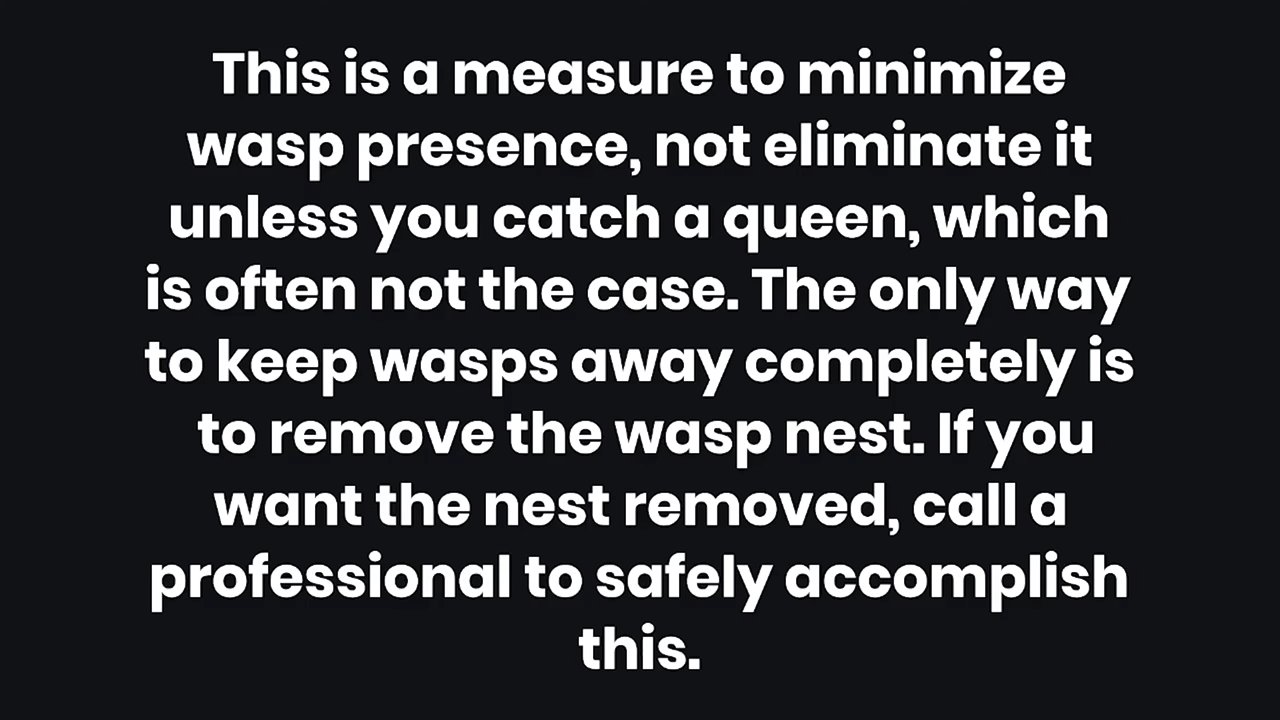 This is a measure to minimize
wasp presence, not eliminate it
unless you catch a queen, which
is often not the case. The only way
to keep wasps away completely is
to remove the wasp nest. If you
want the nest removed, call a
professional to safely accomplish
this.